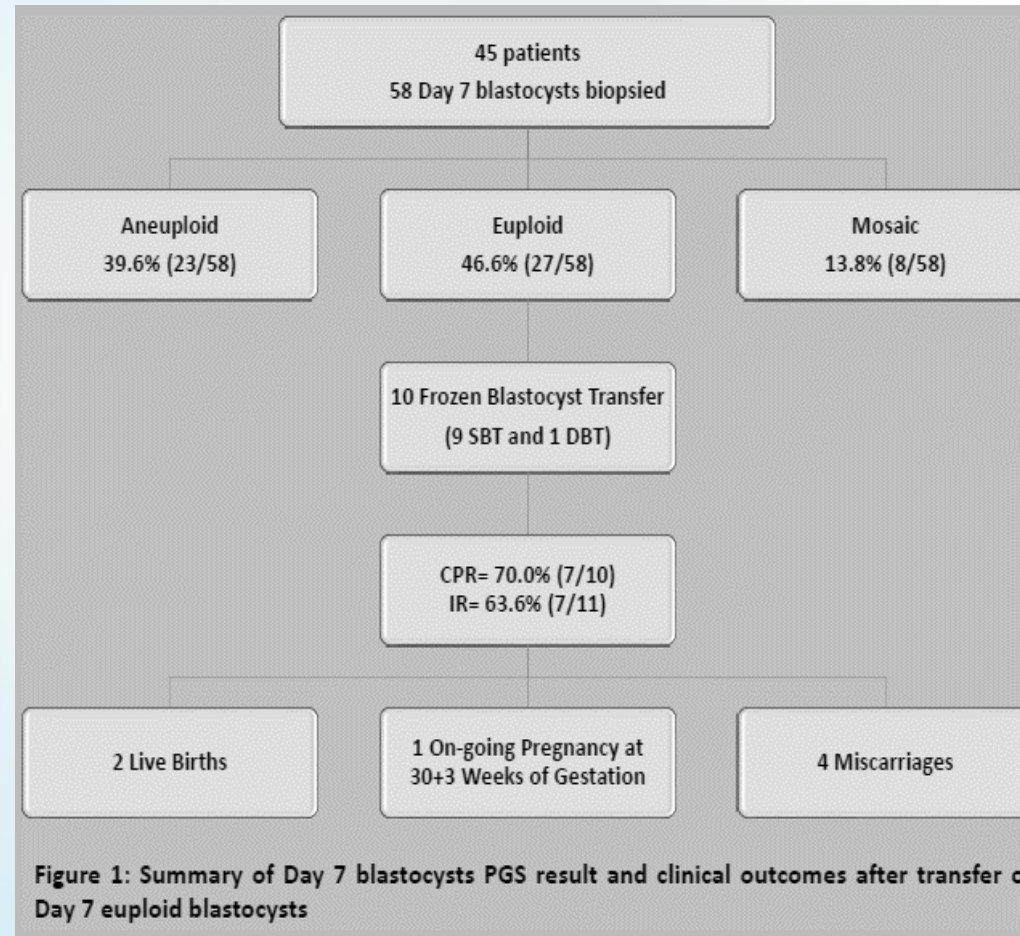 45 patients
58 Day 7 blastocysts biopsied
Aneuploid
39.6% (23/58)
Euploid
46.6% (27/58)
Mosaic
13.8% (8/58)
10 Frozen Blastocyst Transfer
(9 SBT and 1 DBT)
CPR= 70.0% (7/10)
IR= 63.6% (7/11)
2 Live Births
1 On-going Pregnancy at
30+3 Weeks of Gestation
4 Miscarriages
Figure 1: Summary of Day 7 blastocysts PGS result and clinical outcomes after transfer
Day 7 euploid blastocysts